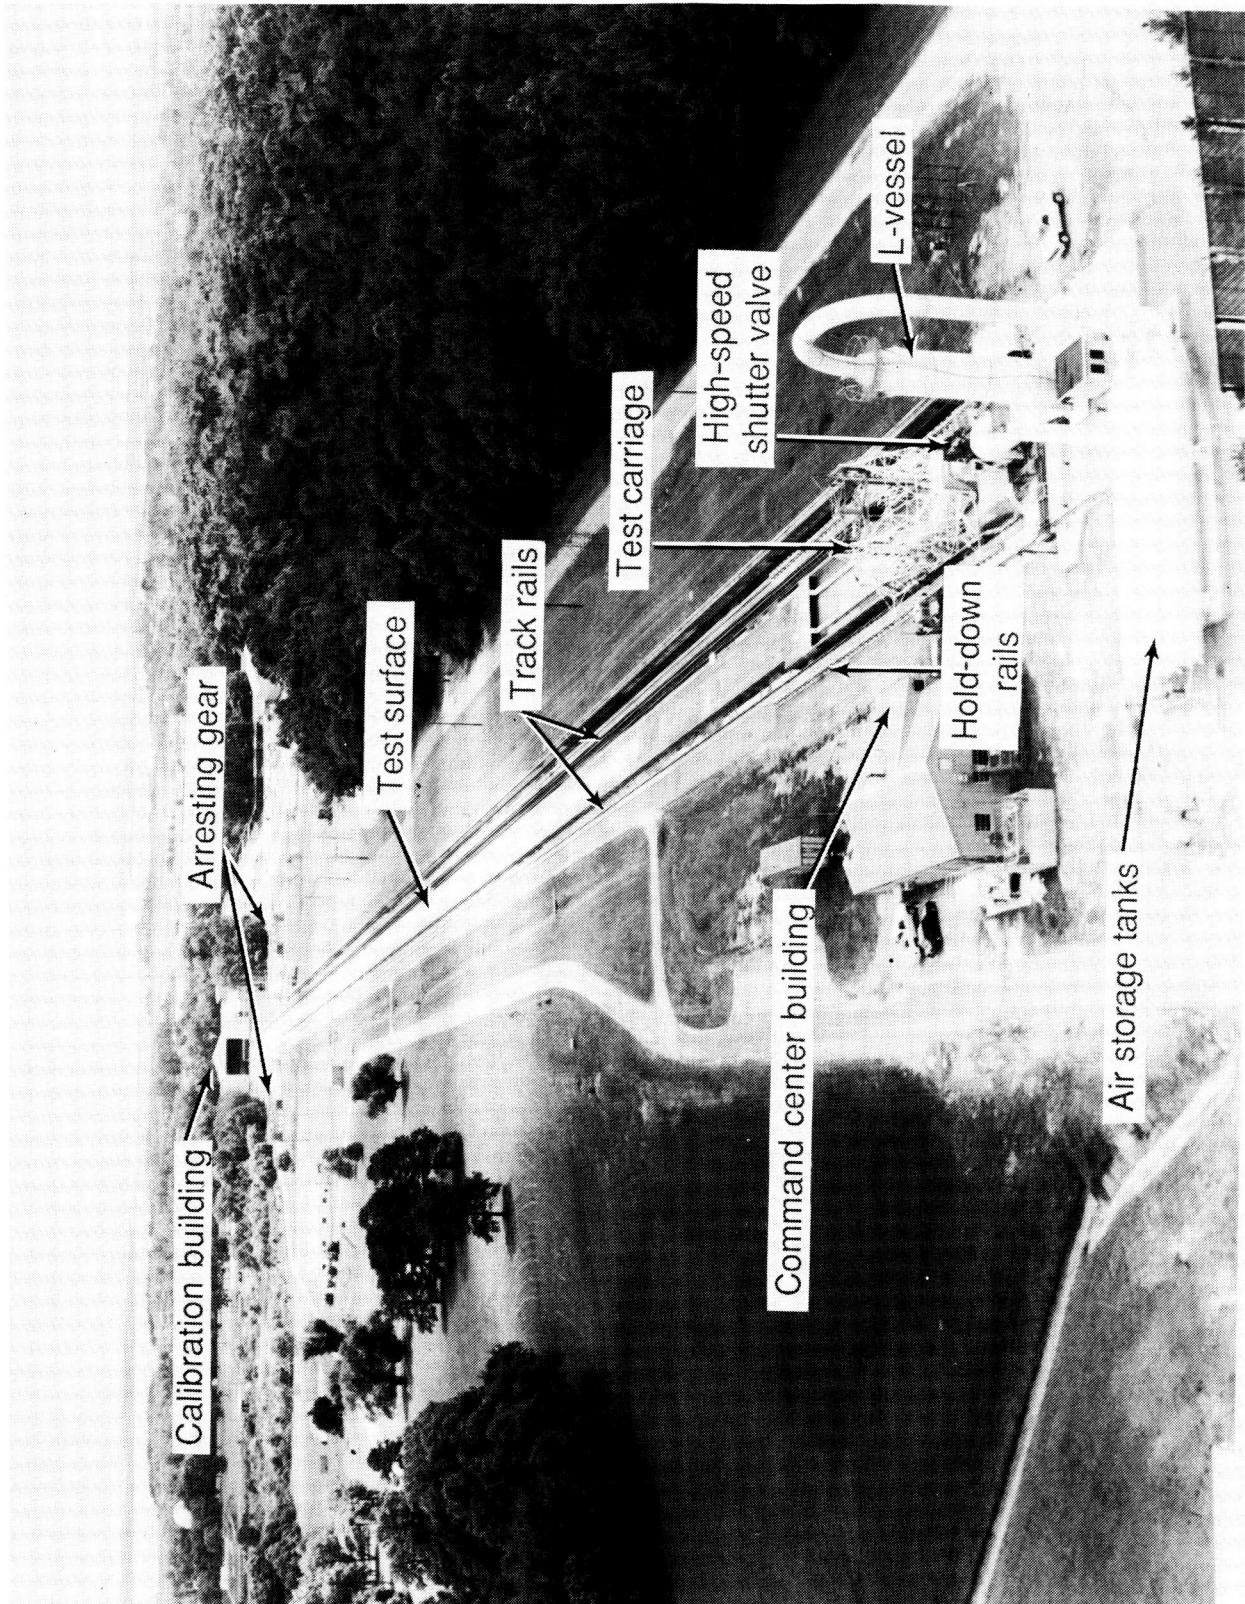 Calibration building
Arresting gear
Test surface
Track rails
Test carriage
High-speed
shutter valve
L-vessel
Hold-down
rails
Command center building
Air storage tanks